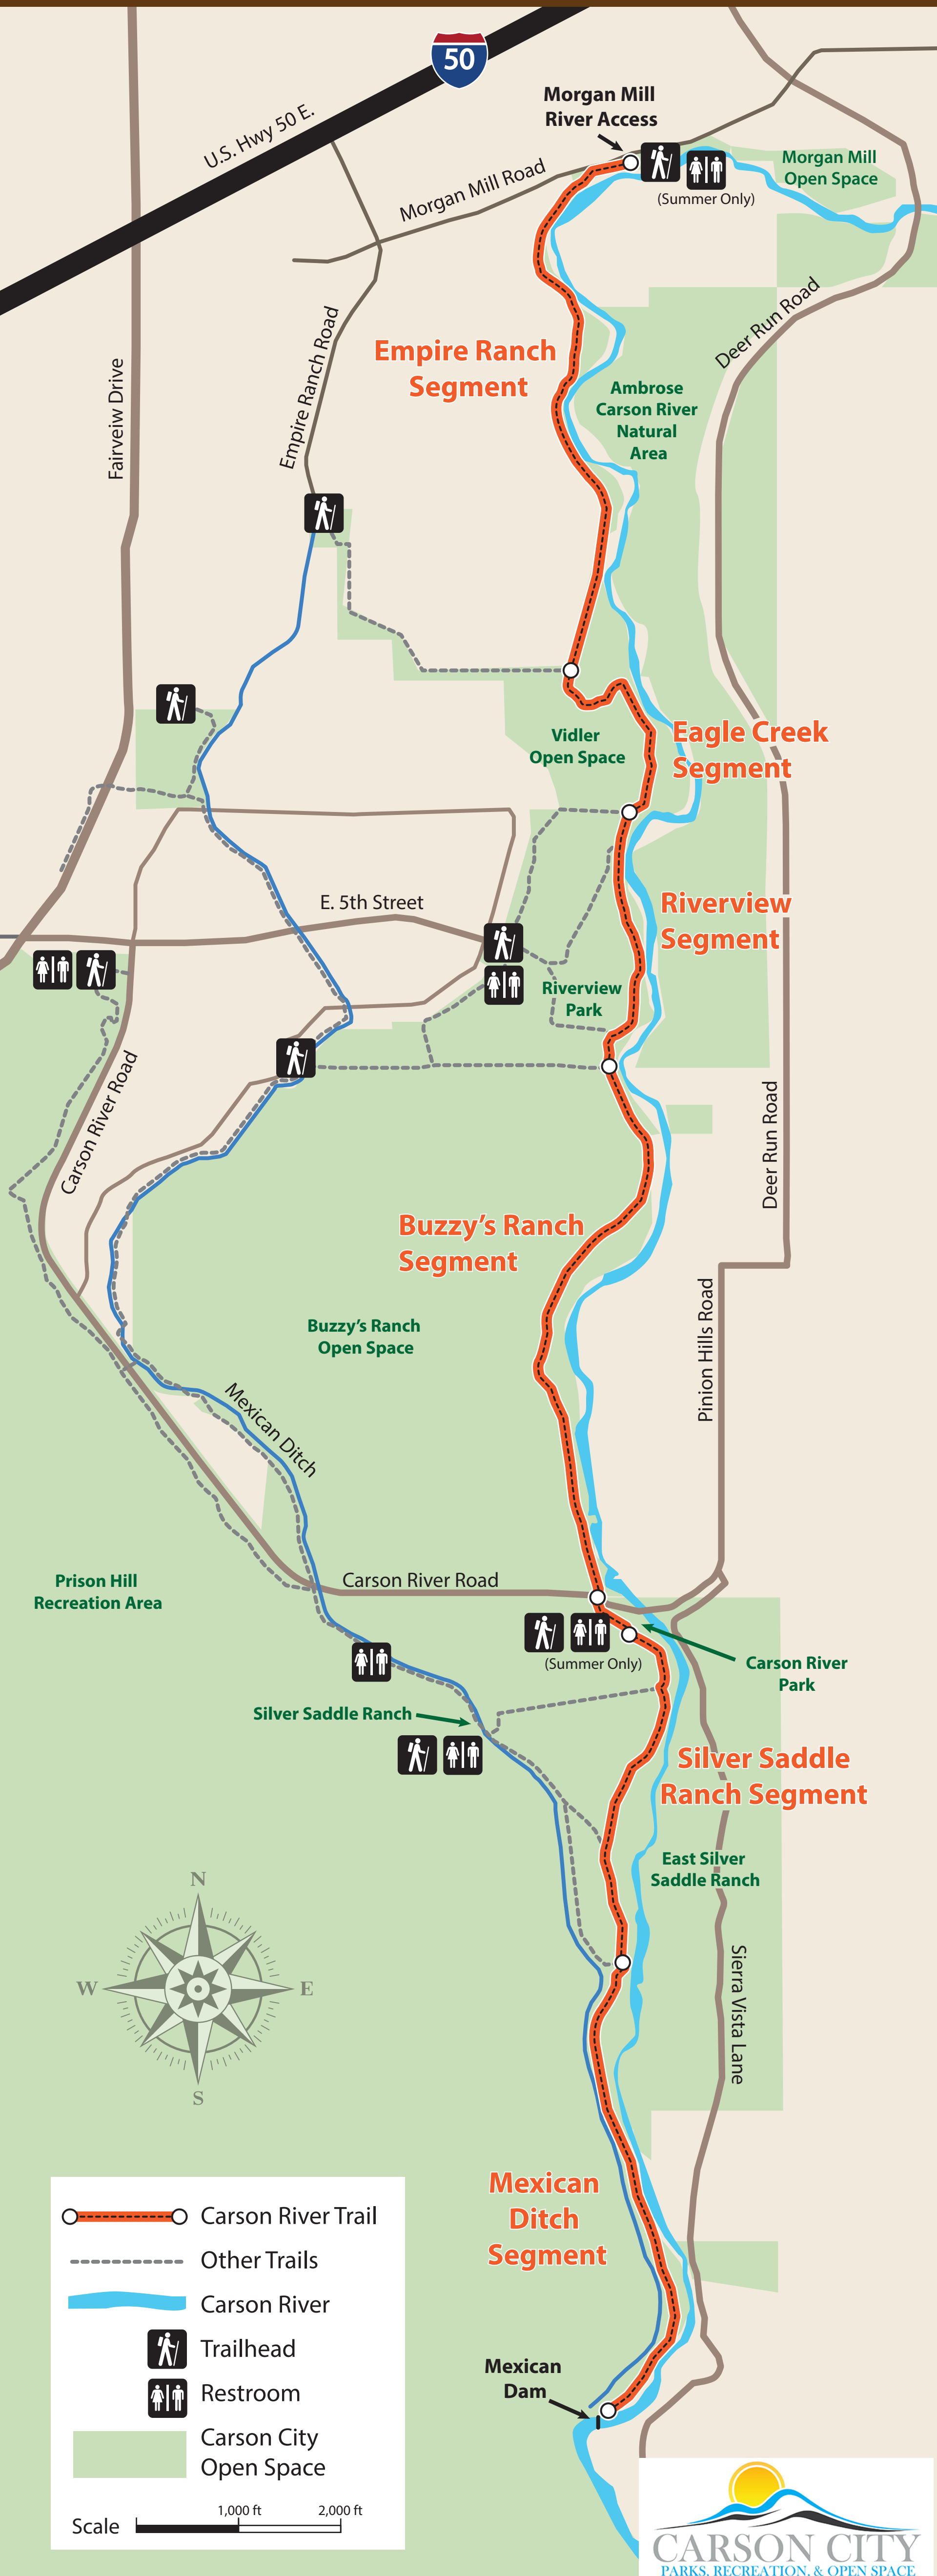 50
U.S. Hwy 50 E.
Morgan Mill
River Access
Morgan Mill Road
(Summer Only)
Morgan Mill
Open Space
Deer Run Road
Fairveiw Drive
Empire Ranch Road
Empire Ranch
Segment
Ambrose
Carson River
Natural
Area
Vidler
Open Space
Eagle Creek
Segment
E. 5th Street
Riverview
Segment
Riverview
Park
Carson River Road
Deer Run Road
Buzzy's Ranch
Segment
Buzzy's Ranch
Open Space
Pinion Hills Road
Mexican Ditch
Prison Hill
Recreation Area
Carson River Road
(Summer Only)
Carson River
Park
Silver Saddle Ranch
Silver Saddle
Ranch Segment
East Silver
Saddle Ranch
Sierra Vista Lane
N
W
E
S
Mexican
Ditch
Segment
Mexican
Dam
Carson River Trail
Other Trails
Carson River
Trailhead
Restroom
Carson City
Open Space
Scale
1,000 ft
2,000 ft
CARSON CITY
PARKS, RECREATION, & OPEN SPACE